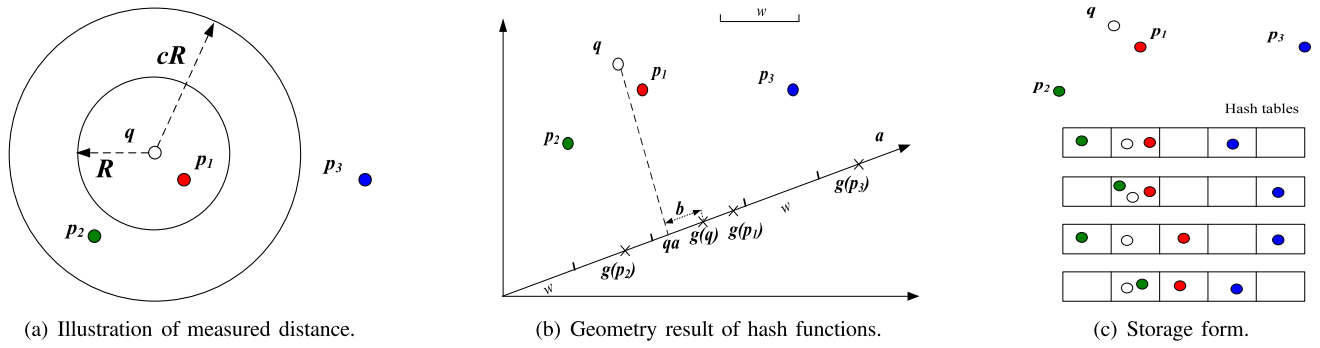 cR
q
R
p1
p2
p3
(a) Illustration of measured distance.
w
q
p1
p3
p2
a
g(p3)
b
w
qa
g(q)
g(p1)
g(p2)
w
(b) Geometry result of hash functions.
q
p1
p3
p2
Hash tables
(c) Storage form.